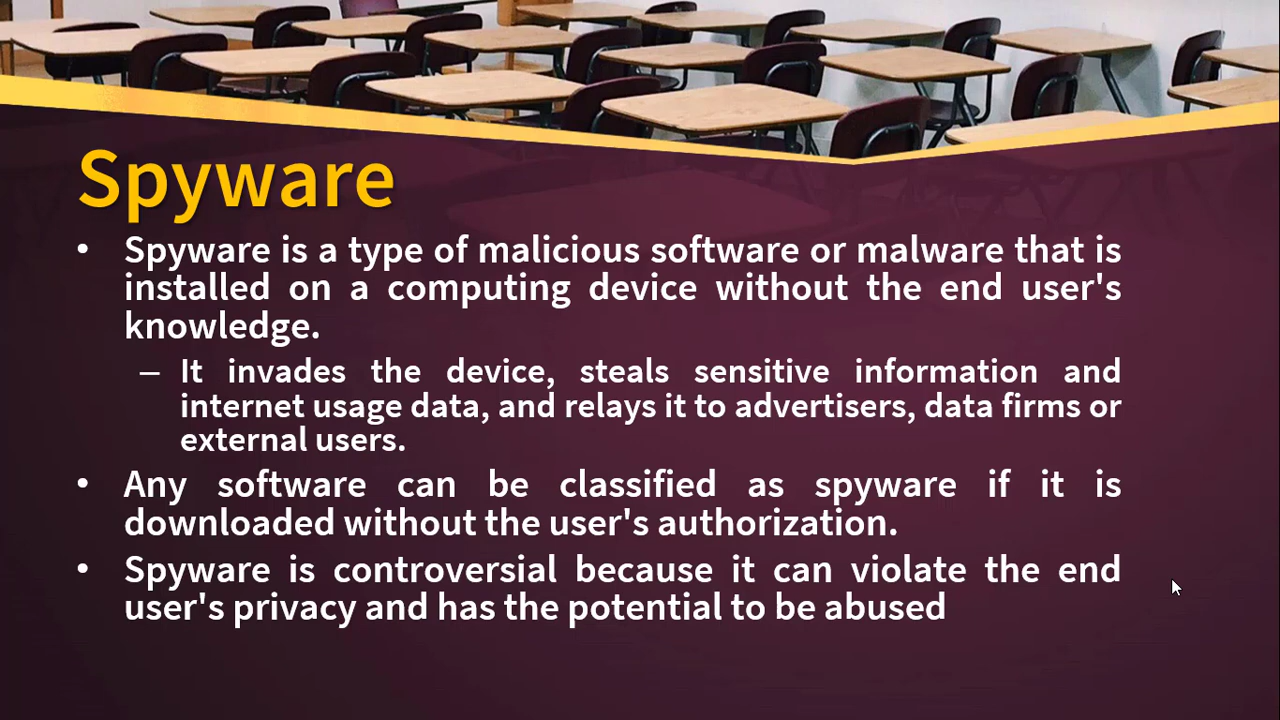 Spyware
• Spyware is a type of malicious software or malware that is
installed on a computing device without the end user's
knowledge.
– It invades the device, steals sensitive information and
internet usage data, and relays it to advertisers, data firms or
external users.
• Any software can be classified as spyware if it is
downloaded without the user's authorization.
• Spyware is controversial because it can violate the end
user's privacy and has the potential to be abused